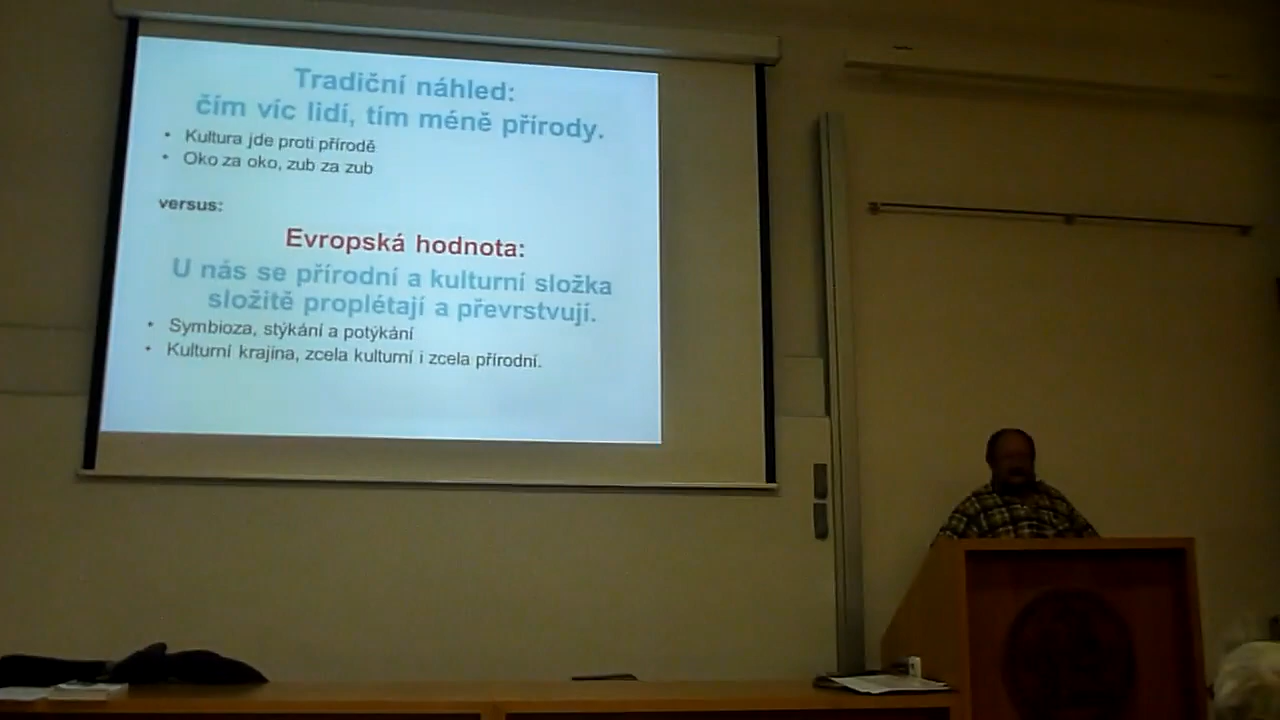 Tradiční náhled:
čím víc lidí, tím méně přírody.
• Kultura jde proti přírodě
• Oko za oko, zub za zub
versus:
Evropská hodnota:
U nás se přírodní a kulturní složka
složitě proplétají a převrstvují.
• Symbioza, stýkání a potýkání
• Kulturní krajina, zcela kulturní i zcela přírodní.